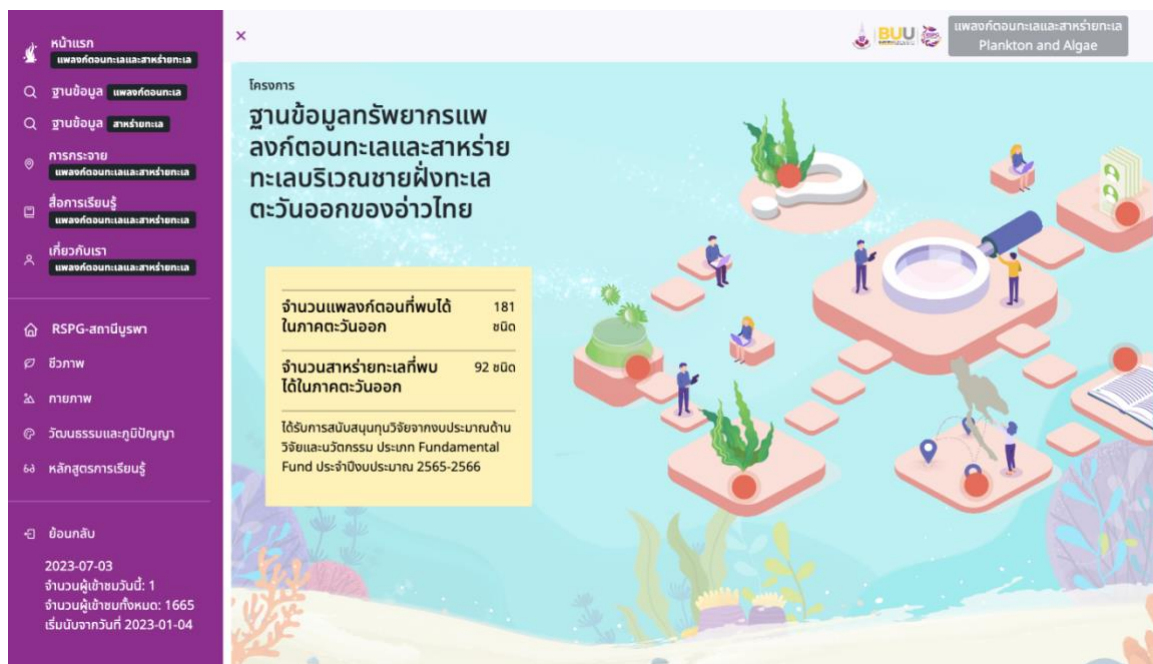 หน้าแรก
แพลงก์ตอนทะเลและสาหร่ายทะเล
ฐานข้อมูล แพลงก์ตอนทะเล
ฐานข้อมูล สาหร่ายทะเล
การกระจาย
แพลงก์ตอนทะเลและสาหร่ายทะเล
สื่อการเรียนรู้
แพลงก์ตอนทะเลและสาหร่ายทะเล
เกี่ยวกับเรา
แพลงก์ตอนทะเลและสาหร่ายทะเล
RSPG-สถานีบูรพา
ชีวภาพ
กายภาพ
วัฒนธรรมและภูมิปัญญา
หลักสูตรการเรียนรู้
ย้อนกลับ
2023-07-03
จำนวนผู้เข้าชมวันนี้: 1
จำนวนผู้เข้าชมทั้งหมด: 1665
เริ่มนับจากวันที่ 2023-01-04
BUU
แพลงก์ตอนทะเลและสาหร่ายทะเล
Plankton and Algae
โครงการ
ฐานข้อมูลทรัพยากรแพ
ลงก์ตอนทะเลและสาหร่าย
ทะเลบริเวณชายฝั่งทะเล
ตะวันออกของอ่าวไทย
จำนวนแพลงก์ตอนที่พบได้ 181
ในภาคตะวันออก ชนิด
จำนวนสาหร่ายทะเลที่พบ 92 ชนิด
ได้ในภาคตะวันออก
ได้รับการสนับสนุนทุนวิจัยจากงบประมาณด้าน
วิจัยและนวัตกรรม ประเภท Fundamental
Fund ประจำปีงบประมาณ 2565-2566